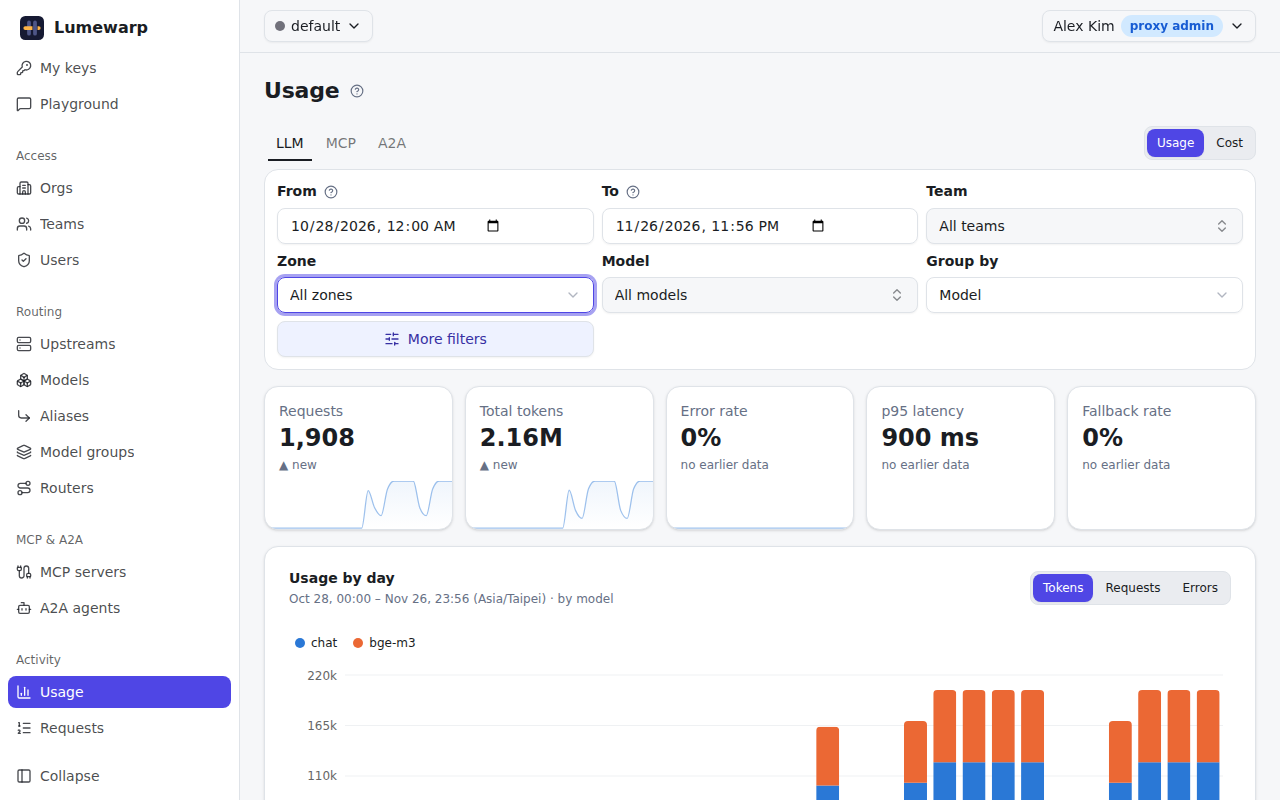 Lumewarp
My keys
Playground
Access
Orgs
Teams
Users
Routing
Upstreams
Models
Aliases
Model groups
Routers
MCP & A2A
MCP servers
A2A agents
Activity
Usage
Requests
Collapse
default
Alex Kim proxy admin
Usage
LLM MCP A2A
Usage Cost
From To Team
10/28/2026, 12:00 AM 11/26/2026, 11:56 PM All teams
Zone Model Group by
All zones All models Model
More filters
Requests
1,908
▲ new
Total tokens
2.16M
▲ new
Error rate
0%
no earlier data
p95 latency
900 ms
no earlier data
Fallback rate
0%
no earlier data
Usage by day
Oct 28, 00:00 – Nov 26, 23:56 (Asia/Taipei) · by model
Tokens Requests Errors
chat bge-m3
220k
165k
110k